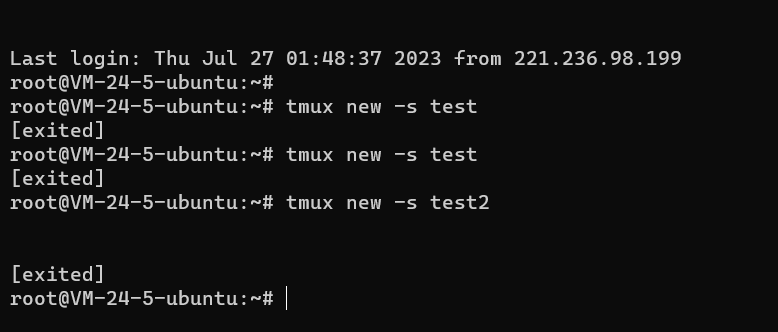 Last login: Thu Jul 27 01:48:37 2023 from 221.236.98.199
root@VM-24-5-ubuntu:~#
root@VM-24-5-ubuntu:~# tmux new -s test
[exited]
root@VM-24-5-ubuntu:~# tmux new -s test
[exited]
root@VM-24-5-ubuntu:~# tmux new -s test2
[exited]
root@VM-24-5-ubuntu:~#